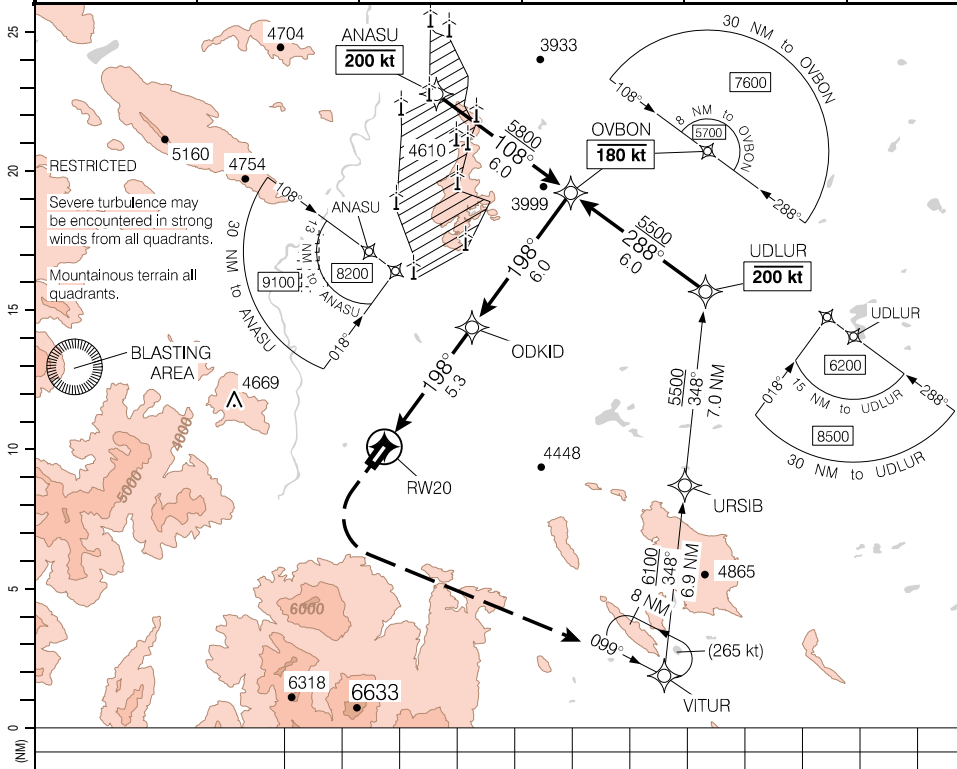 25
20
15
10
5
0
(NM)
4704
ANASU
200 kt
3933
30 NM to OVBON
7600
108°
8 NM to OVBON
5700
288°
OVBON
180 kt
5160
4754
4610
5800
108°
6.0
3999
RESTRICTED
Severe turbulence may
be encountered in strong
winds from all quadrants.
Mountainous terrain all
quadrants.
108°
ANASU
13 NM to ANASU
8200
9100
30 NM to ANASU
018°
5500
288°
6.0
UDLUR
200 kt
198°
6.0
ODKID
UDLUR
6200
018°
15 NM to UDLUR
288°
8500
30 NM to UDLUR
BLASTING
AREA
4669
198°
5.3
5500
348°
7.0 NM
4000
5000
RW20
4448
URSIB
6100
348°
6.9 NM
4865
6000
8 NM
099°
(265 kt)
VITUR
6318
6633